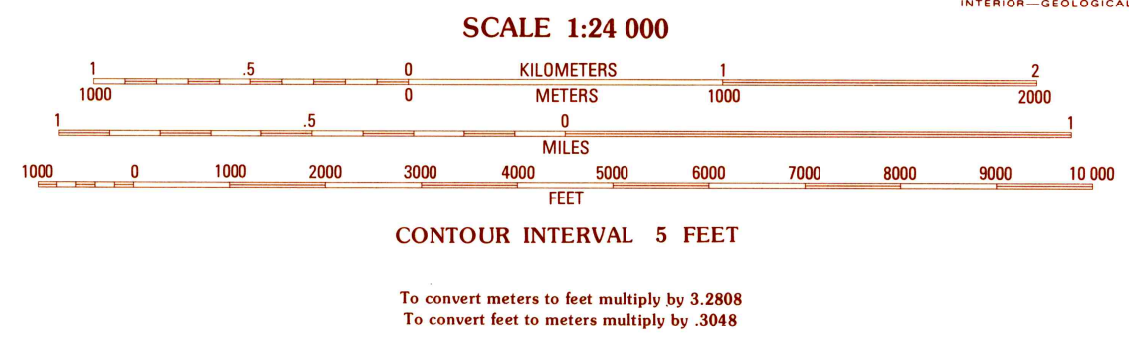 INTERIOR—GEOLOGICAL
SCALE 1:24 000
1 .5 0 KILOMETERS 1 2
1000 0 METERS 1000 2000
1 .5 0 1
MILES
1000 0 1000 2000 3000 4000 5000 6000 7000 8000 9000 10 000
FEET
CONTOUR INTERVAL 5 FEET
To convert meters to feet multiply by 3.2808
To convert feet to meters multiply by .3048